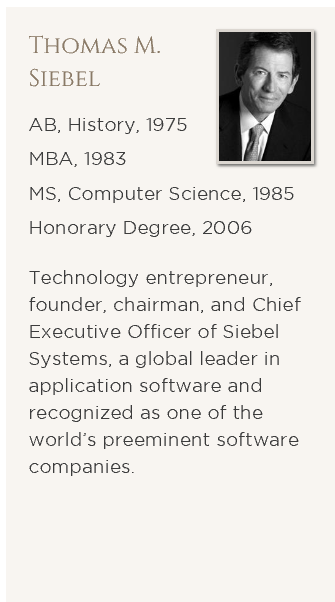 Thomas M.
Siebel
AB, History, 1975
MBA, 1983
MS, Computer Science, 1985
Honorary Degree, 2006
Technology entrepreneur,
founder, chairman, and Chief
Executive Officer of Siebel
Systems, a global leader in
application software and
recognized as one of the
world’s preeminent software
companies.